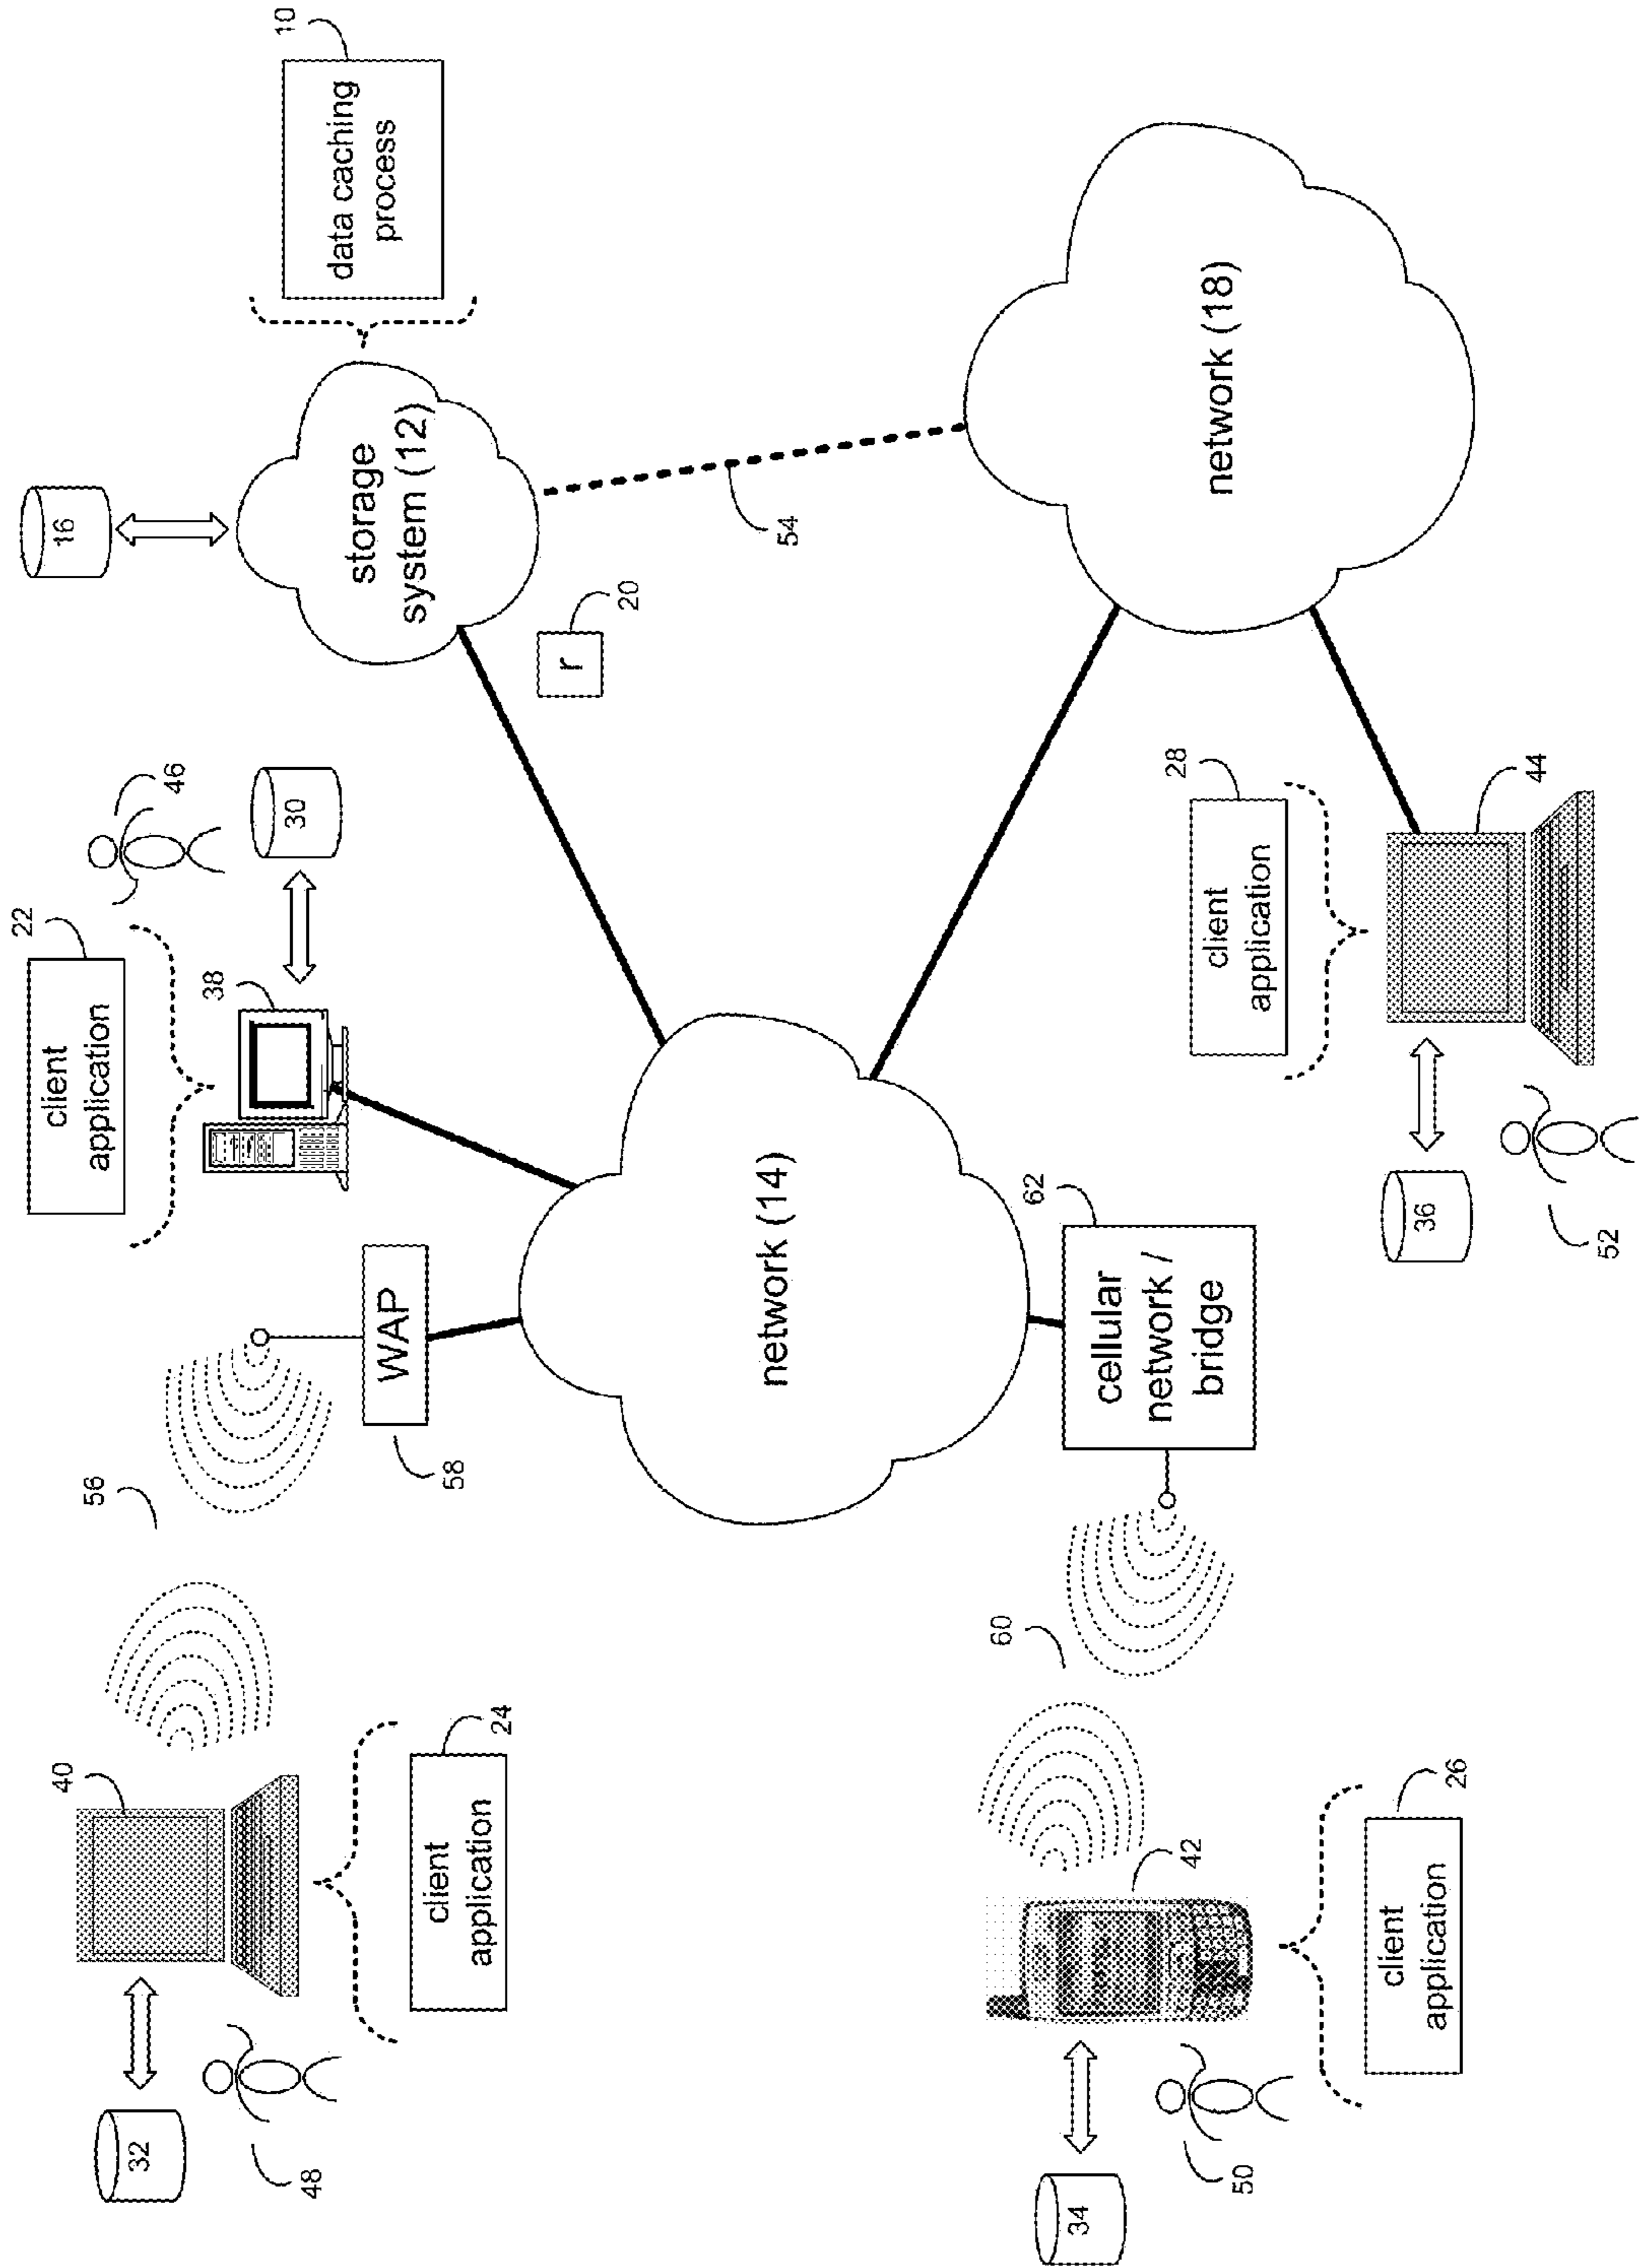 32
48
40
client
application
24
56
58
WAP
client
application
22
38
46
30
16
storage
system (12)
data caching
process
10
r
20
54
network (14)
network (18)
34
50
42
client
application
26
60
cellular
network /
bridge
62
client
application
28
36
52
44